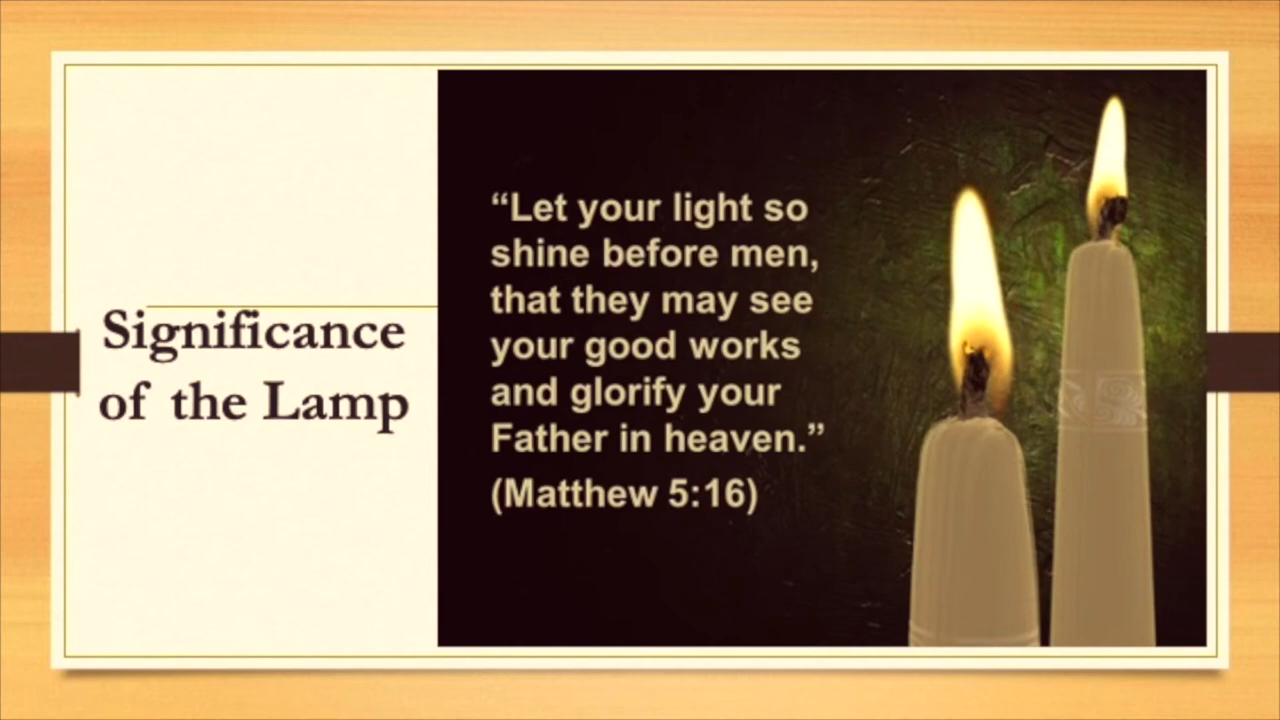 Significance
of the Lamp
“Let your light so
shine before men,
that they may see
your good works
and glorify your
Father in heaven.”
(Matthew 5:16)